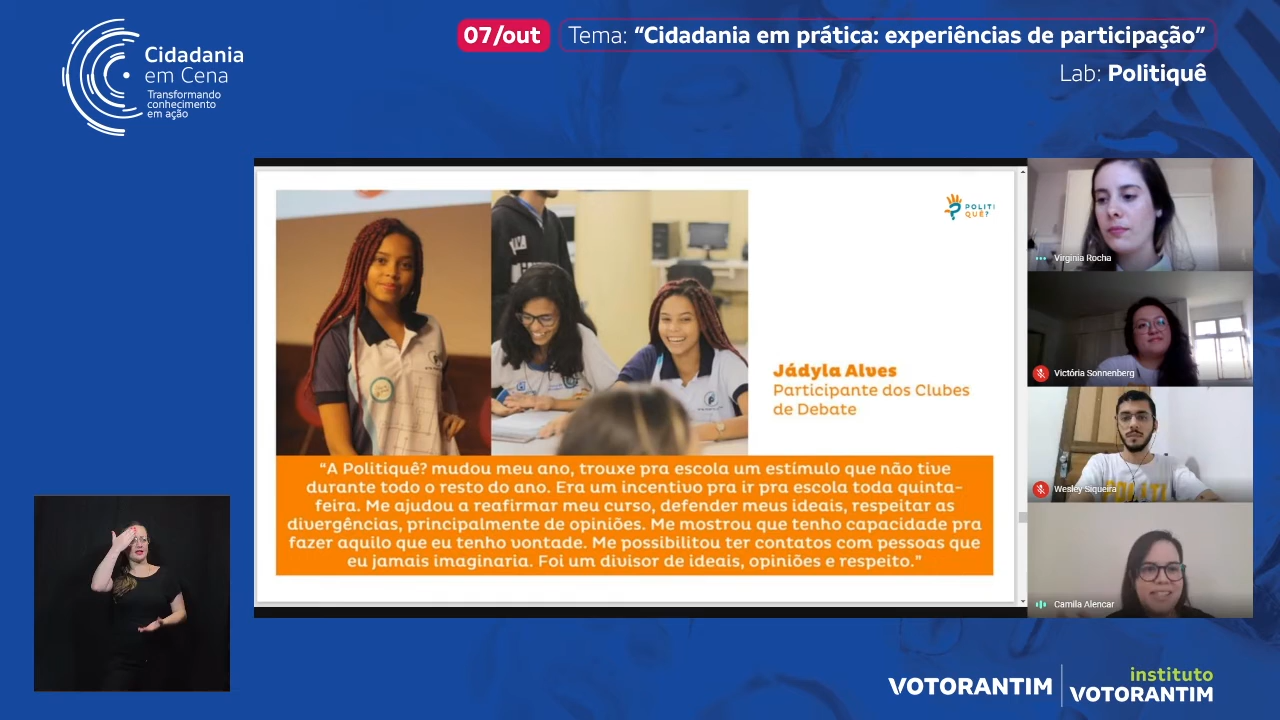 Cidadania
em Cena
Transformando
conhecimento
em ação
07/out
Tema: “Cidadania em prática: experiências de participação”
Lab: Politiquê
POLITI
QUÊ?
Jádyla Alves
Participante dos Clubes
de Debate
“A Politiquê? mudou meu ano, trouxe pra escola um estímulo que não tive
durante todo o resto do ano. Era um incentivo pra ir pra escola toda quinta-
feira. Me ajudou a reafirmar meu curso, defender meus ideais, respeitar as
divergências, principalmente de opiniões. Me mostrou que tenho capacidade pra
fazer aquilo que eu tenho vontade. Me possibilitou ter contatos com pessoas que
eu jamais imaginaria. Foi um divisor de ideais, opiniões e respeito.”
Virginia Rocha
Victória Sonnenberg
Wesley Siqueira
Camila Alencar
VOTORANTIM
instituto
VOTORANTIM